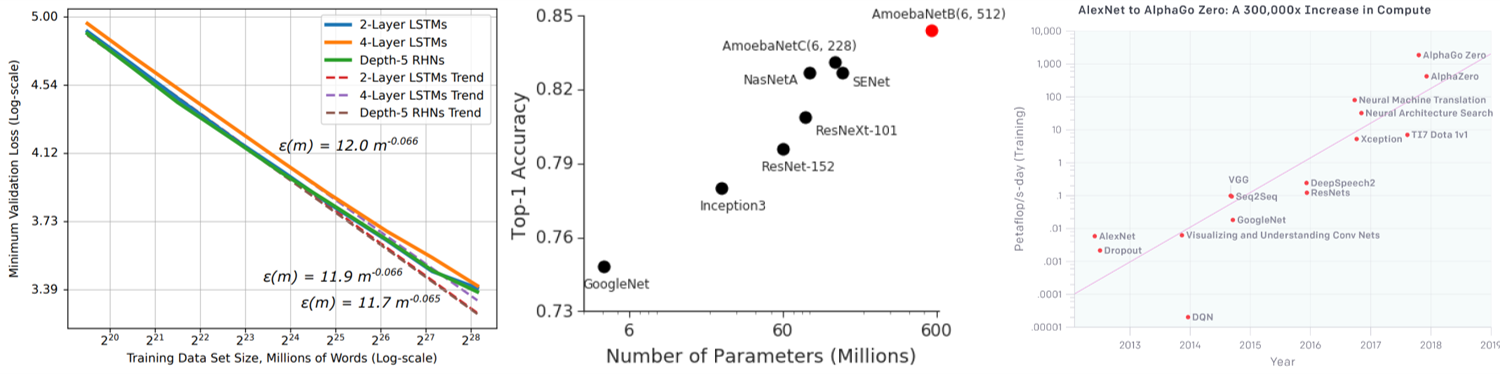 5.00
4.54
4.12
3.73
3.39
Minimum Validation Loss (Log-scale)
2-Layer LSTMs
4-Layer LSTMs
Depth-5 RHNs
2-Layer LSTMs Trend
4-Layer LSTMs Trend
Depth-5 RHNs Trend
ε(m) = 12.0 m^-0.066
ε(m) = 11.9 m^-0.066
ε(m) = 11.7 m^-0.065
2^20 2^21 2^22 2^23 2^24 2^25 2^26 2^27 2^28
Training Data Set Size, Millions of Words (Log-scale)
0.85
0.82
0.79
0.76
0.73
Top-1 Accuracy
AmoebaNetB(6, 512)
AmoebaNetC(6, 228)
NasNetA
SENet
ResNeXt-101
ResNet-152
Inception3
GoogleNet
6 60 600
Number of Parameters (Millions)
AlexNet to AlphaGo Zero: A 300,000x Increase in Compute
10,000
1,000
100
10
1
.1
.01
.001
.0001
.00001
Petaflop/s-day (Training)
AlphaGo Zero
AlphaZero
Neural Machine Translation
Neural Architecture Search
TI7 Dota 1v1
Xception
VGG
DeepSpeech2
Seq2Seq
ResNets
GoogleNet
AlexNet
Visualizing and Understanding Conv Nets
Dropout
DQN
2013 2014 2015 2016 2017 2018 2019
Year